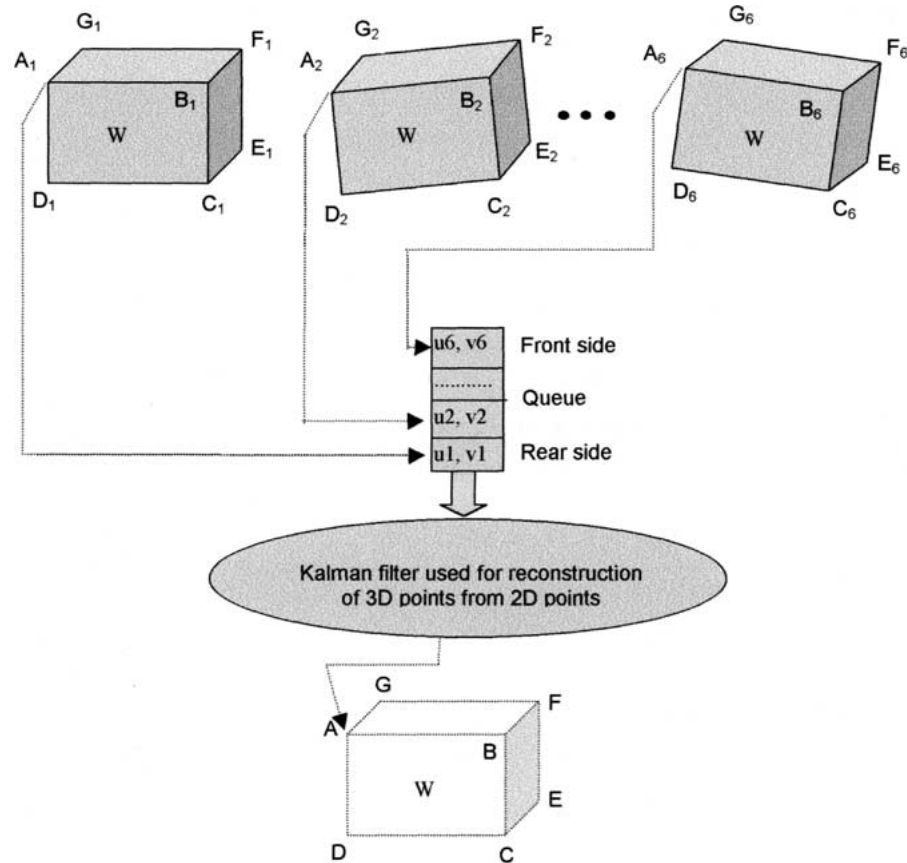 G1
F1
A1
B1
W
E1
D1
C1
G2
F2
A2
B2
W
E2
D2
C2
G6
F6
A6
B6
W
E6
D6
C6
u6, v6
Front side
...........
Queue
u2, v2
u1, v1
Rear side
Kalman filter used for reconstruction
of 3D points from 2D points
G
F
A
B
W
E
D
C